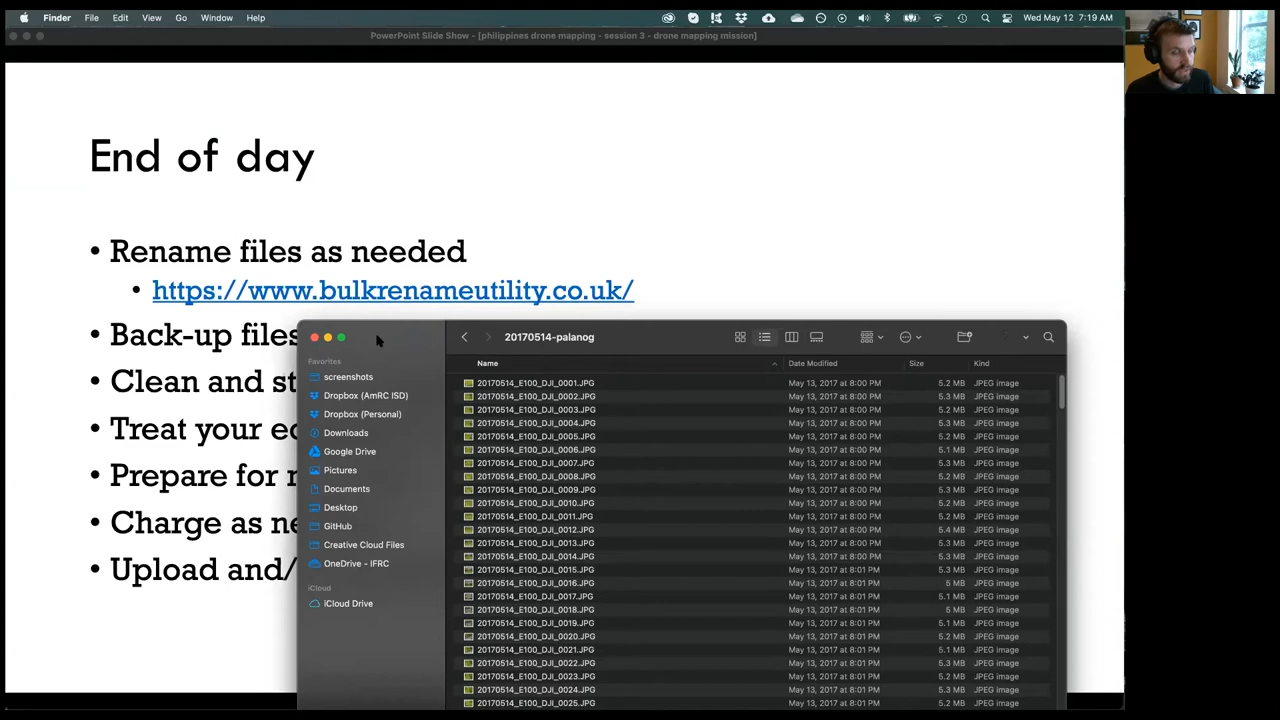 Finder File Edit View Go Window Help Wed May 12 7:19 AM
PowerPoint Slide Show - [philippines drone mapping - session 3 - drone mapping mission]
End of day
• Rename files as needed
• https://www.bulkrenameutility.co.uk/
• Back-up files
• Clean and st
• Treat your ec
• Prepare for n
• Charge as ne
• Upload and/
20170514-palanog
Favorites
screenshots
Dropbox (AmRC ISD)
Dropbox (Personal)
Downloads
Google Drive
Pictures
Documents
Desktop
GitHub
Creative Cloud Files
OneDrive - IFRC
iCloud
iCloud Drive
Name Date Modified Size Kind
20170514_E100_DJI_0001.JPG May 13, 2017 at 8:00 PM 5.2 MB JPEG image
20170514_E100_DJI_0002.JPG May 13, 2017 at 8:00 PM 5.3 MB JPEG image
20170514_E100_DJI_0003.JPG May 13, 2017 at 8:00 PM 5.2 MB JPEG image
20170514_E100_DJI_0004.JPG May 13, 2017 at 8:00 PM 5.3 MB JPEG image
20170514_E100_DJI_0005.JPG May 13, 2017 at 8:00 PM 5.2 MB JPEG image
20170514_E100_DJI_0006.JPG May 13, 2017 at 8:00 PM 5.1 MB JPEG image
20170514_E100_DJI_0007.JPG May 13, 2017 at 8:00 PM 5.3 MB JPEG image
20170514_E100_DJI_0008.JPG May 13, 2017 at 8:00 PM 5.2 MB JPEG image
20170514_E100_DJI_0009.JPG May 13, 2017 at 8:00 PM 5.3 MB JPEG image
20170514_E100_DJI_0010.JPG May 13, 2017 at 8:00 PM 5.3 MB JPEG image
20170514_E100_DJI_0011.JPG May 13, 2017 at 8:00 PM 5.2 MB JPEG image
20170514_E100_DJI_0012.JPG May 13, 2017 at 8:00 PM 5.4 MB JPEG image
20170514_E100_DJI_0013.JPG May 13, 2017 at 8:00 PM 5.3 MB JPEG image
20170514_E100_DJI_0014.JPG May 13, 2017 at 8:00 PM 5.2 MB JPEG image
20170514_E100_DJI_0015.JPG May 13, 2017 at 8:00 PM 5.2 MB JPEG image
20170514_E100_DJI_0016.JPG May 13, 2017 at 8:01 PM 5 MB JPEG image
20170514_E100_DJI_0017.JPG May 13, 2017 at 8:01 PM 5.1 MB JPEG image
20170514_E100_DJI_0018.JPG May 13, 2017 at 8:01 PM 5 MB JPEG image
20170514_E100_DJI_0019.JPG May 13, 2017 at 8:01 PM 5.1 MB JPEG image
20170514_E100_DJI_0020.JPG May 13, 2017 at 8:01 PM 5.2 MB JPEG image
20170514_E100_DJI_0021.JPG May 13, 2017 at 8:01 PM 5.1 MB JPEG image
20170514_E100_DJI_0022.JPG May 13, 2017 at 8:01 PM 5.3 MB JPEG image
20170514_E100_DJI_0023.JPG May 13, 2017 at 8:01 PM 5.2 MB JPEG image
20170514_E100_DJI_0024.JPG May 13, 2017 at 8:01 PM 5.3 MB JPEG image
20170514_E100_DJI_0025.JPG May 13, 2017 at 8:01 PM 5.2 MB JPEG image